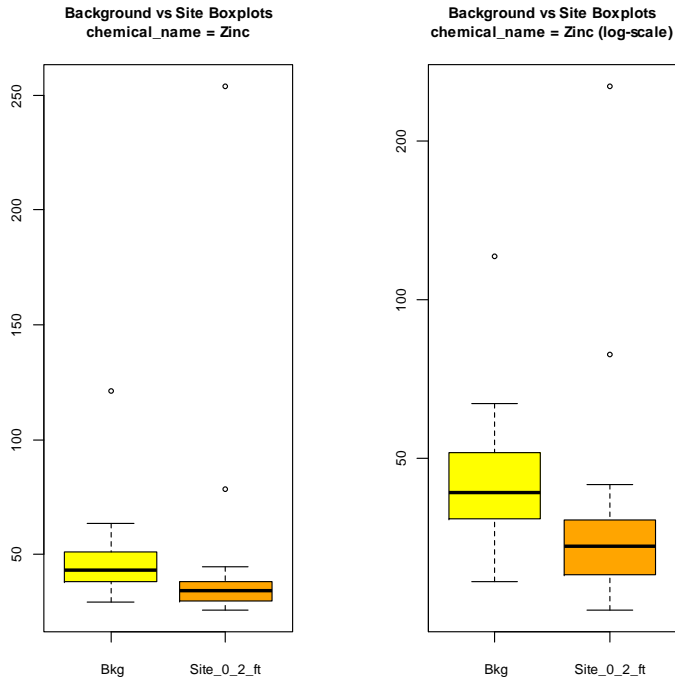 Background vs Site Boxplots
chemical_name = Zinc
250
200
150
100
50
Bkg
Site_0_2_ft
Background vs Site Boxplots
chemical_name = Zinc (log-scale)
200
100
50
Bkg
Site_0_2_ft